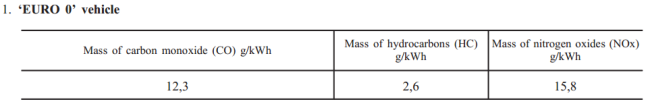 1. ‘EURO 0’ vehicle
Mass of carbon monoxide (CO) g/kWh
Mass of hydrocarbons (HC) g/kWh
Mass of nitrogen oxides (NOx) g/kWh
12,3 2,6 15,8